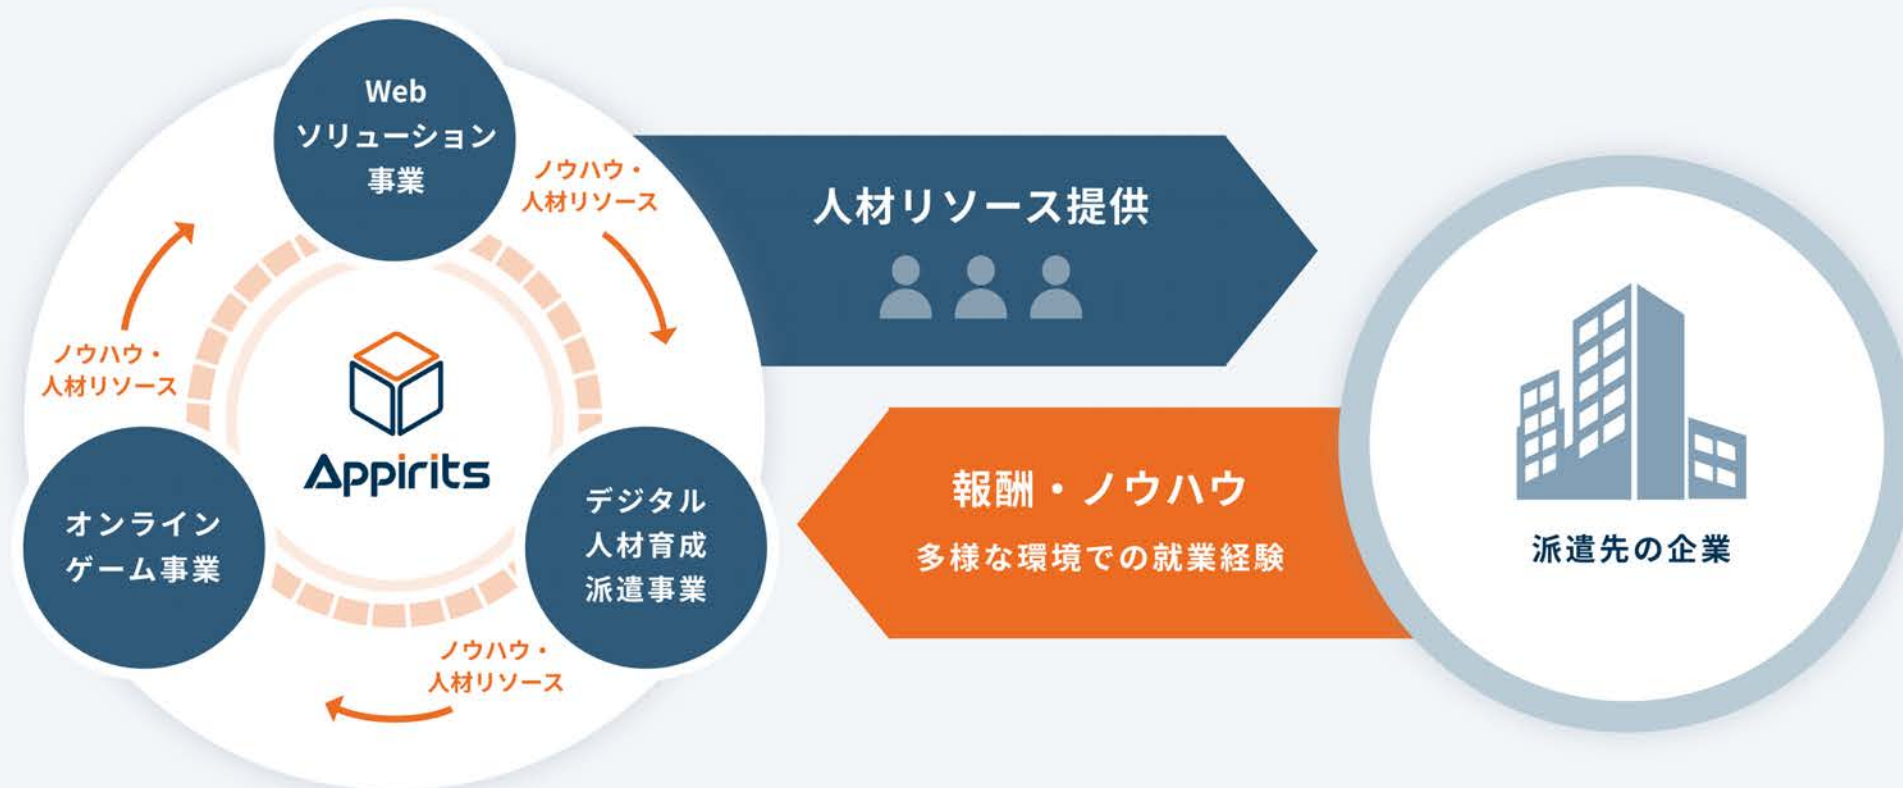 Web
ソリューション
事業
ノウハウ・
人材リソース
ノウハウ・
人材リソース
Appirits
オンライン
ゲーム事業
デジタル
人材育成
派遣事業
ノウハウ・
人材リソース
人材リソース提供
報酬・ノウハウ
多様な環境での就業経験
派遣先の企業